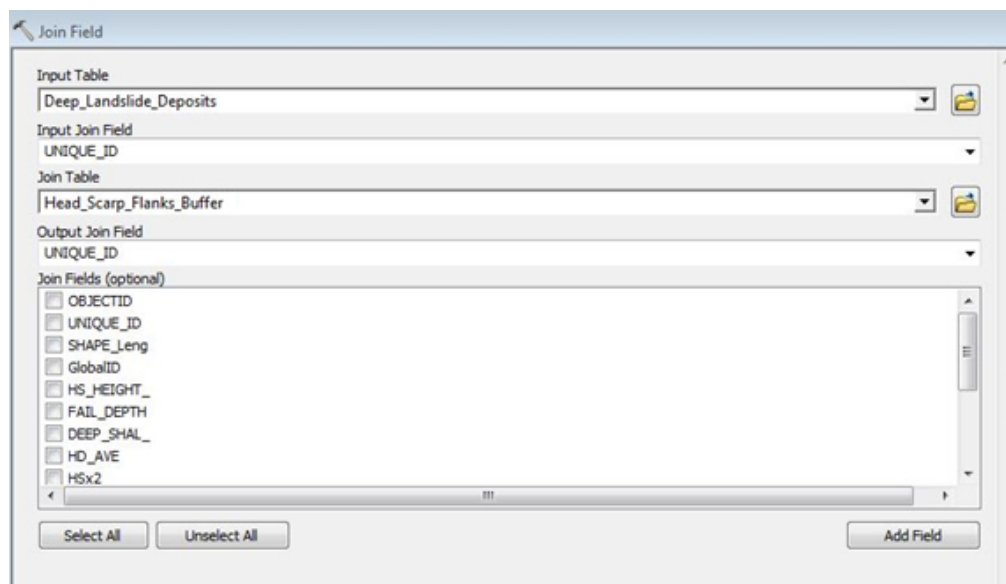 Join Field
Input Table
Deep_Landslide_Deposits
Input Join Field
UNIQUE_ID
Join Table
Head_Scarp_Flanks_Buffer
Output Join Field
UNIQUE_ID
Join Fields (optional)
OBJECTID
UNIQUE_ID
SHAPE_Leng
GlobalID
HS_HEIGHT_
FAIL_DEPTH
DEEP_SHAL_
HD_AVE
HSx2
Select All Unselect All Add Field